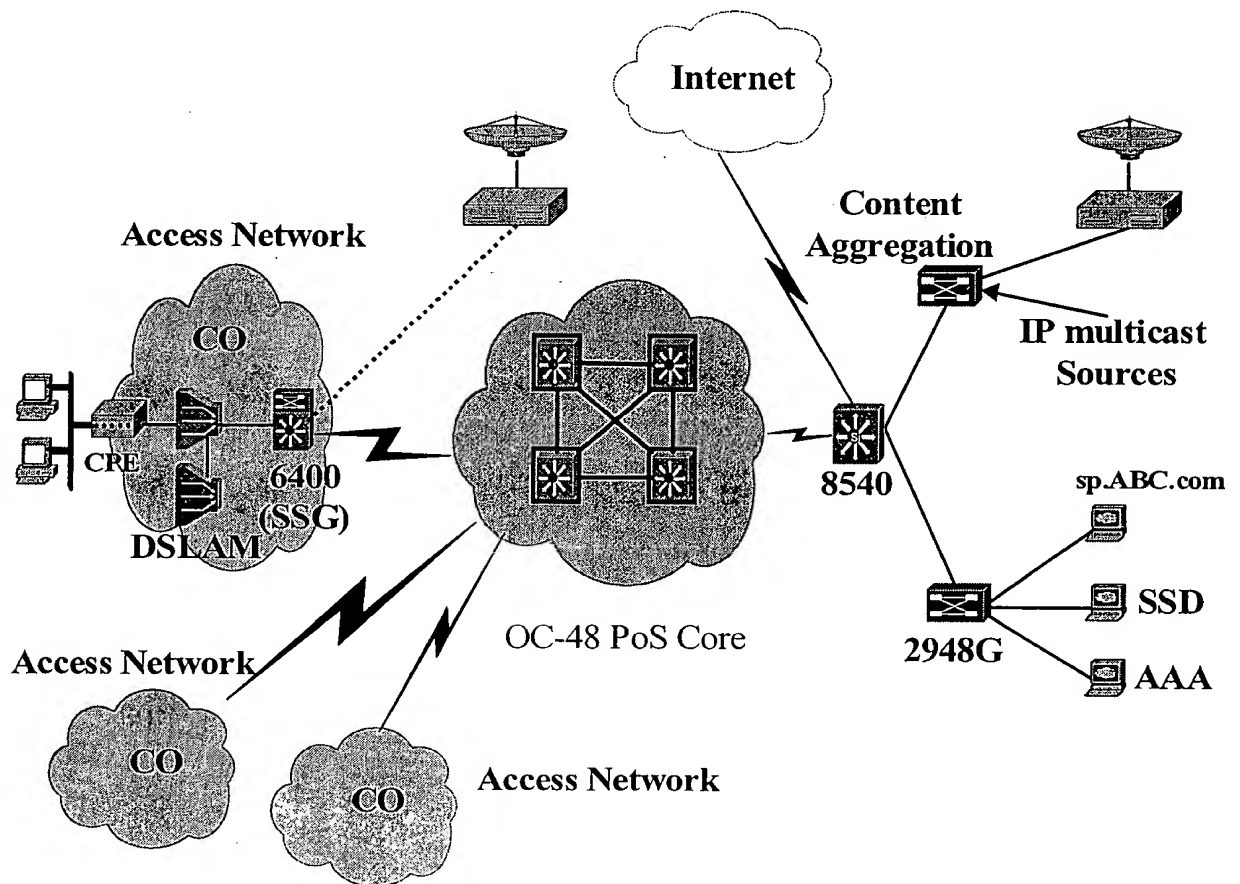 Internet
Content
Aggregation
Access Network
CO
IP multicast
Sources
CRE
6400
(SSG)
DSLAM
8540
S
sp.ABC.com
OC-48 PoS Core
SSD
2948G
AAA
Access Network
CO
Access Network
CO